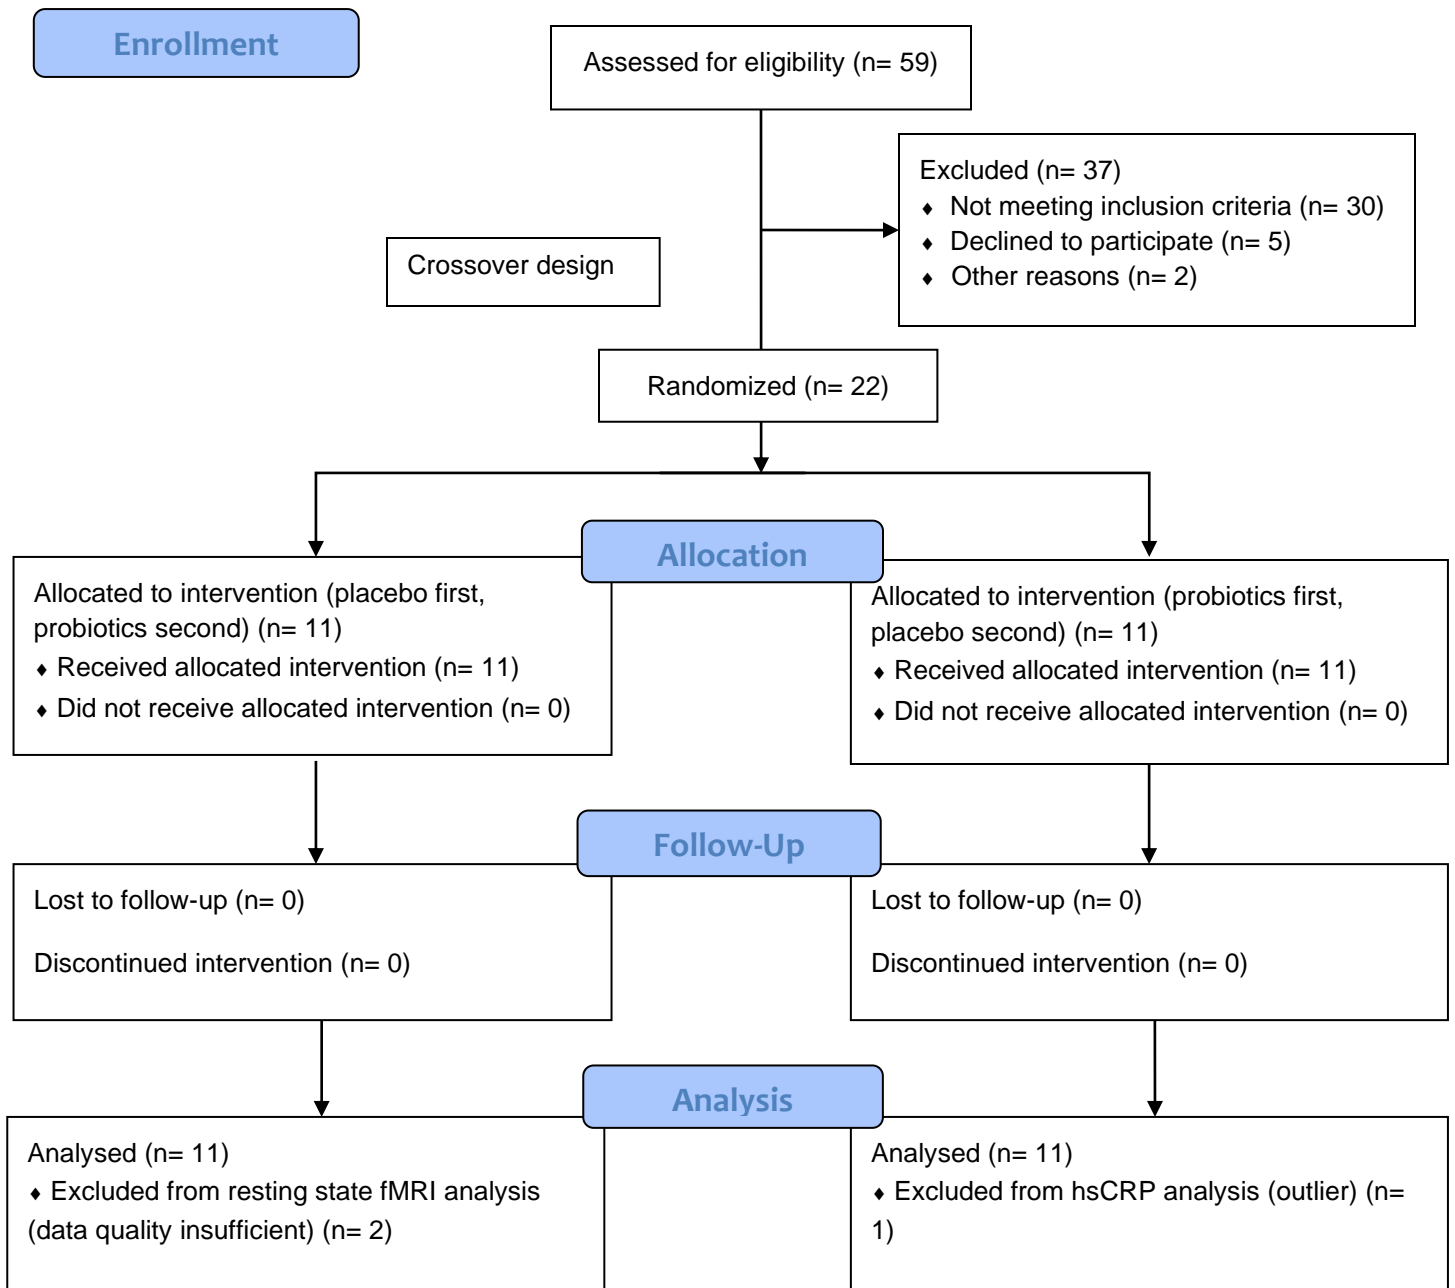 Enrollment
Assessed for eligibility (n= 59)
Excluded (n= 37)
♦ Not meeting inclusion criteria (n= 30)
♦ Declined to participate (n= 5)
♦ Other reasons (n= 2)
Crossover design
Randomized (n= 22)
Allocation
Allocated to intervention (placebo first,
probiotics second) (n= 11)
♦ Received allocated intervention (n= 11)
♦ Did not receive allocated intervention (n= 0)
Allocated to intervention (probiotics first,
placebo second) (n= 11)
♦ Received allocated intervention (n= 11)
♦ Did not receive allocated intervention (n= 0)
Follow-Up
Lost to follow-up (n= 0)
Discontinued intervention (n= 0)
Lost to follow-up (n= 0)
Discontinued intervention (n= 0)
Analysis
Analysed (n= 11)
♦ Excluded from resting state fMRI analysis
(data quality insufficient) (n= 2)
Analysed (n= 11)
♦ Excluded from hsCRP analysis (outlier) (n=
1)